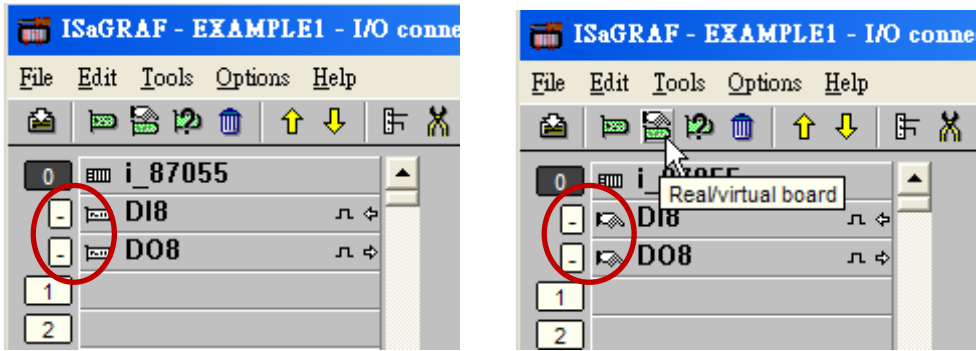 ISaGRAF - EXAMPLE1 - I/O conne
File Edit Tools Options Help
0 i_87055
- DI8
- DO8
1
2
ISaGRAF - EXAMPLE1 - I/O conne
File Edit Tools Options Help
0
Real/virtual board
- DI8
- DO8
1
2